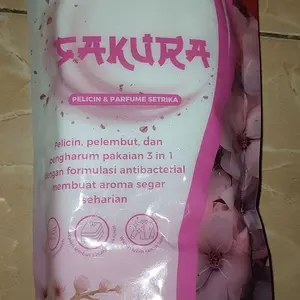 SAKURA
PELICIN & PARFUME SETRIKA
Pelicin, pelembut, dan
pengharum pakaian 3 in 1
dengan formulasi antibacterial
membuat aroma segar
seharian